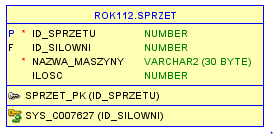 ROK112.SPRZET
P * ID_SPRZETU NUMBER
F ID_SILOWNI NUMBER
* NAZWA_MASZYNY VARCHAR2 (30 BYTE)
ILOSC NUMBER
SPRZET_PK (ID_SPRZETU)
SYS_C007627 (ID_SILOWNI)